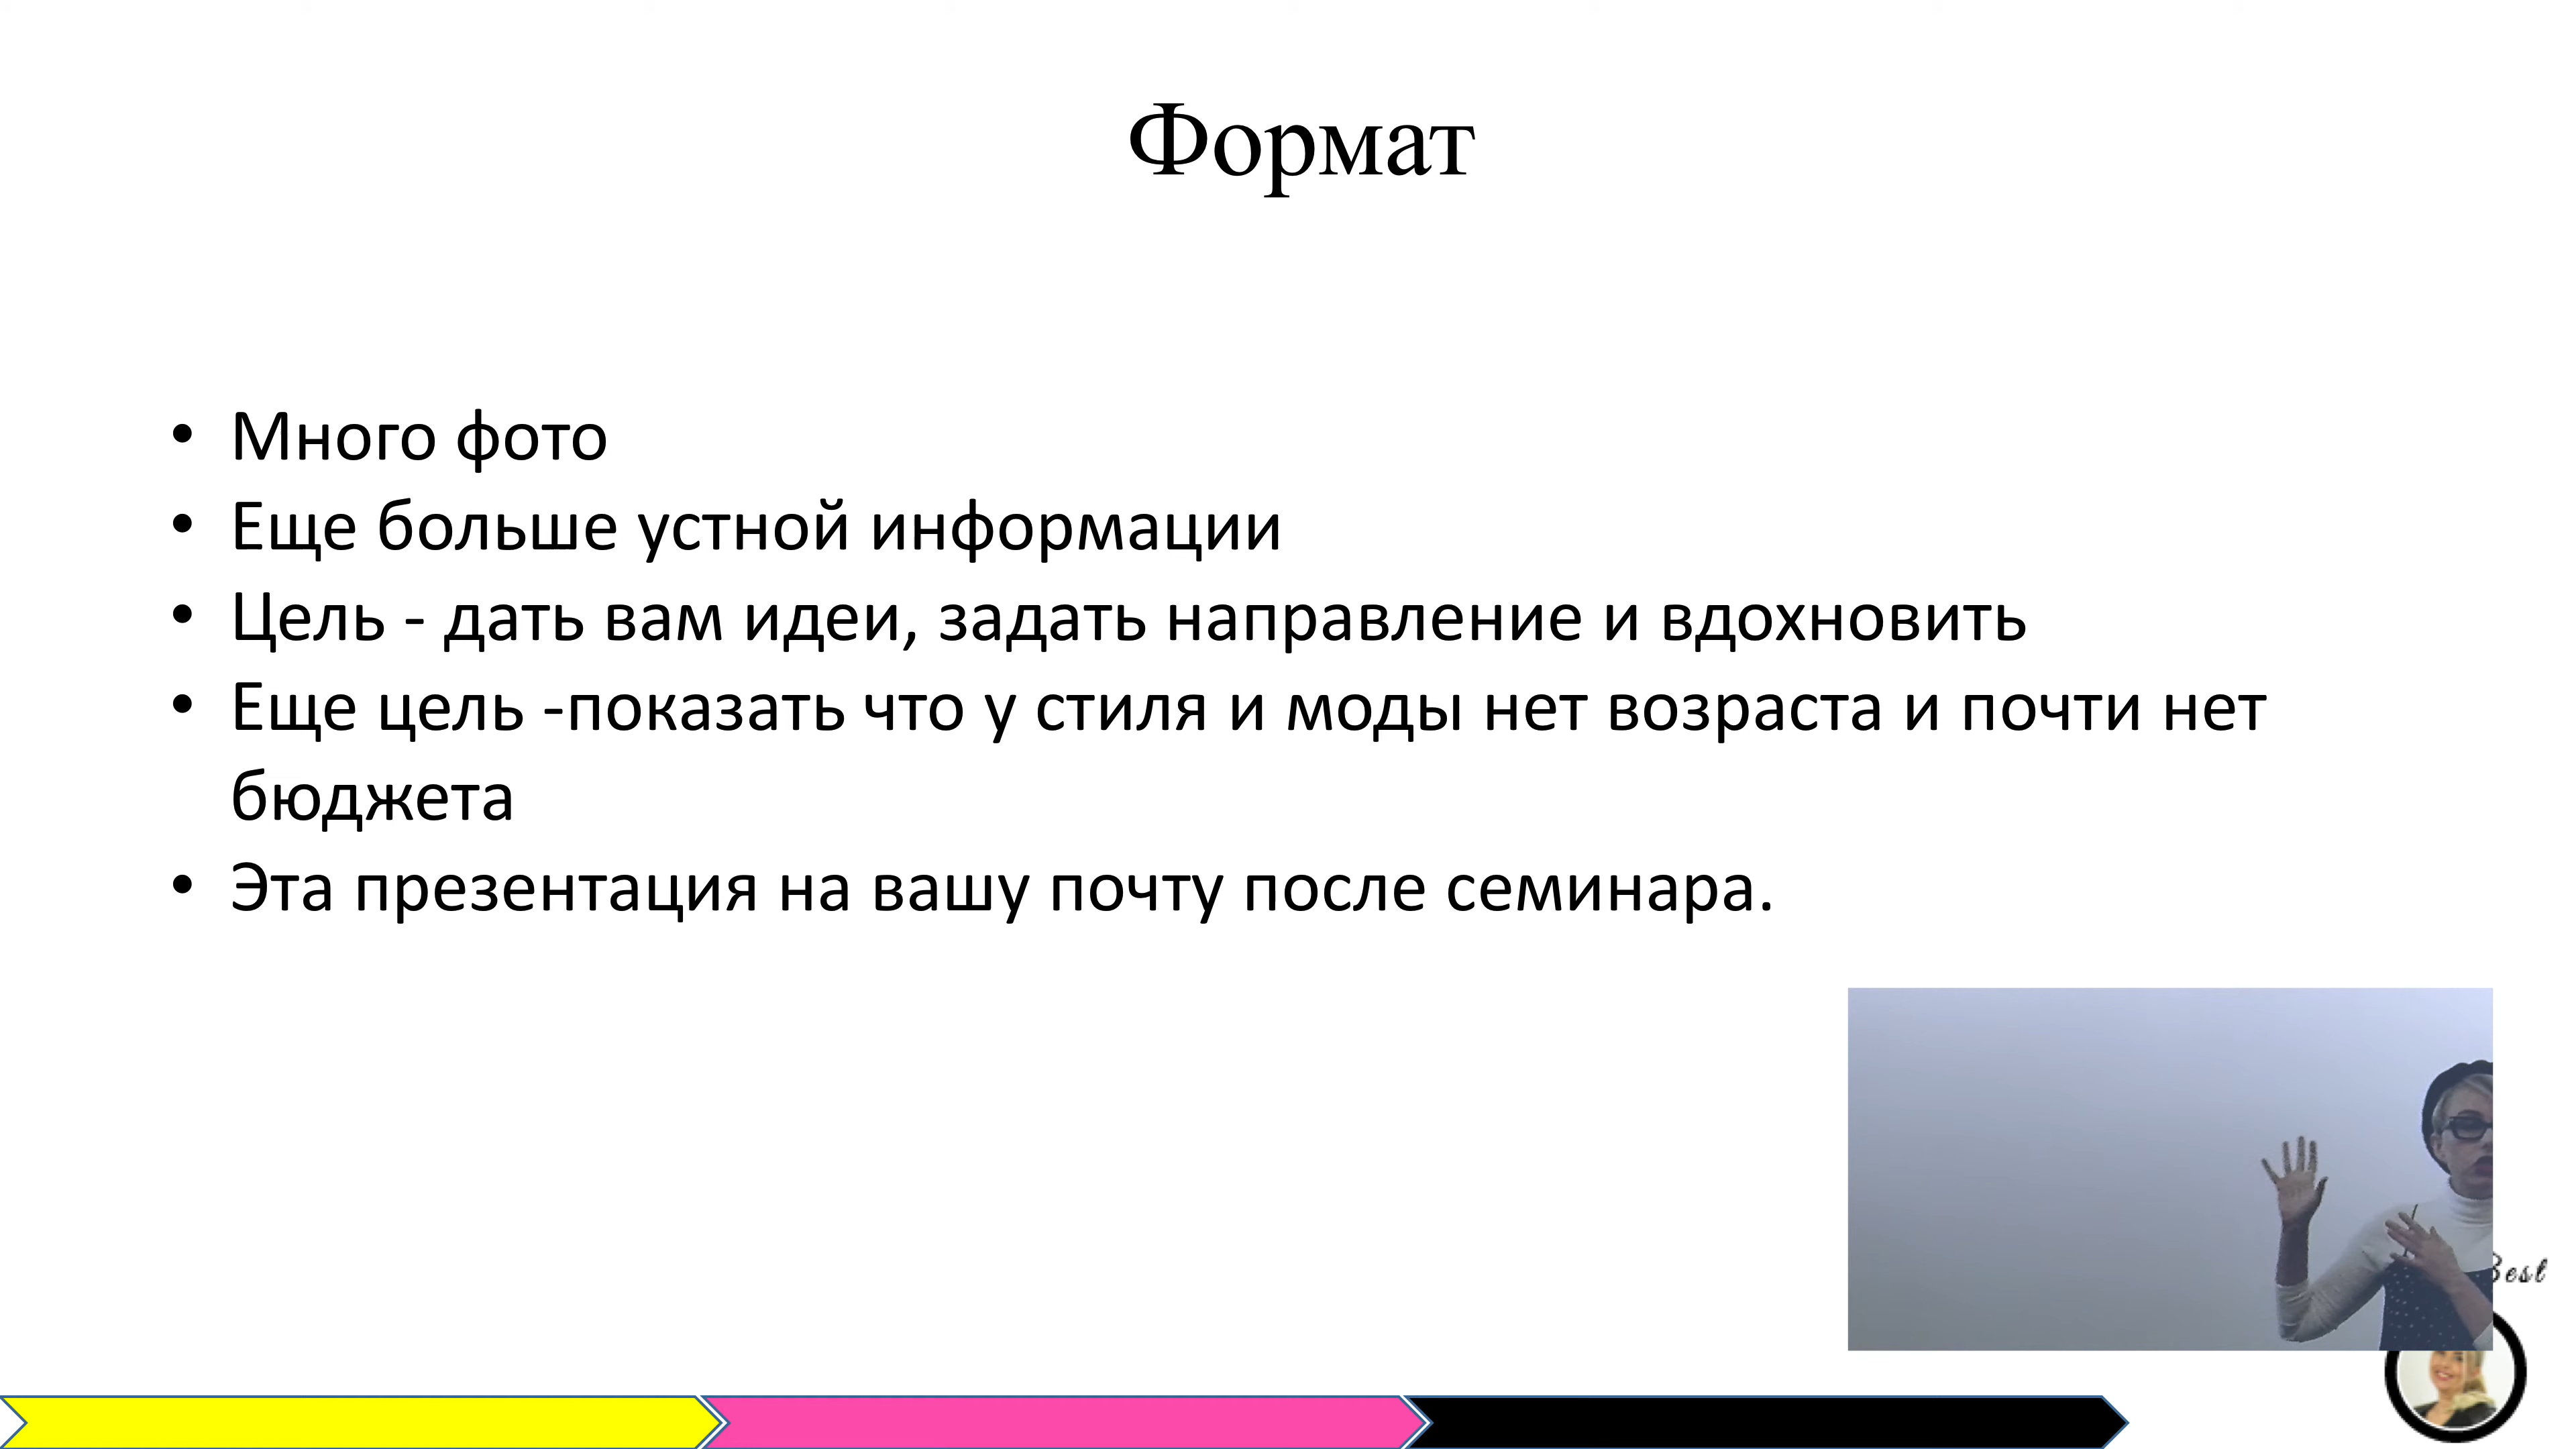 Формат
• Много фото
• Еще больше устной информации
• Цель - дать вам идеи, задать направление и вдохновить
• Еще цель -показать что у стиля и моды нет возраста и почти нет
бюджета
• Эта презентация на вашу почту после семинара.
Best